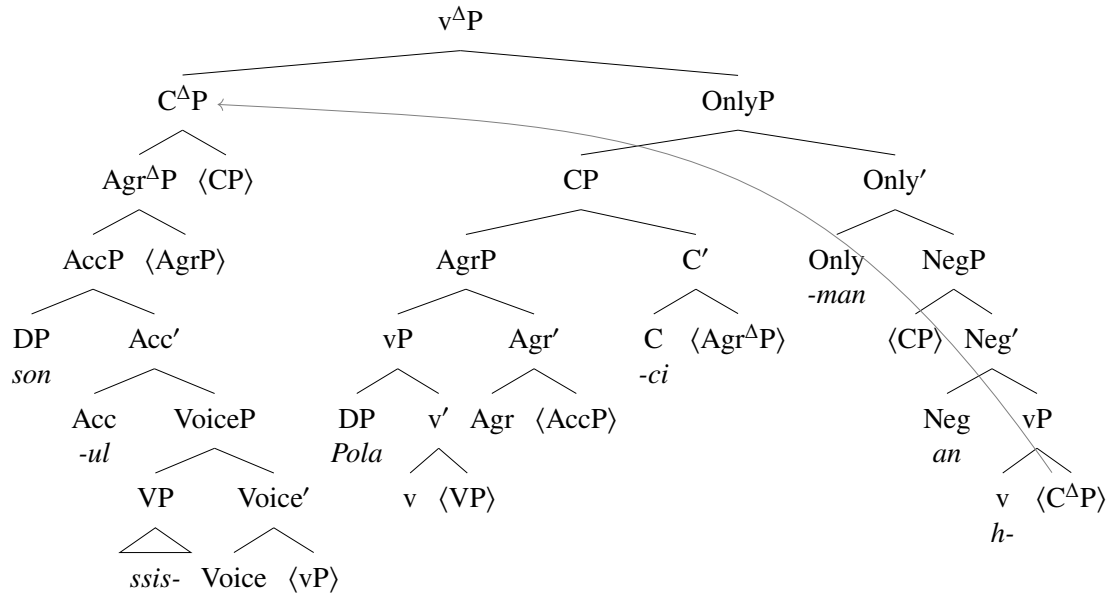 v^ΔP
C^ΔP OnlyP
Agr^ΔP ⟨CP⟩ CP Only′
AccP ⟨AgrP⟩ AgrP C′ Only NegP
-man
DP Acc′ vP Agr′ C ⟨Agr^ΔP⟩ ⟨CP⟩ Neg′
son -ci
Acc VoiceP DP v′ Agr ⟨AccP⟩ Neg vP
-ul Pola an
VP Voice′ v ⟨VP⟩ v ⟨C^ΔP⟩
h-
ssis- Voice ⟨vP⟩